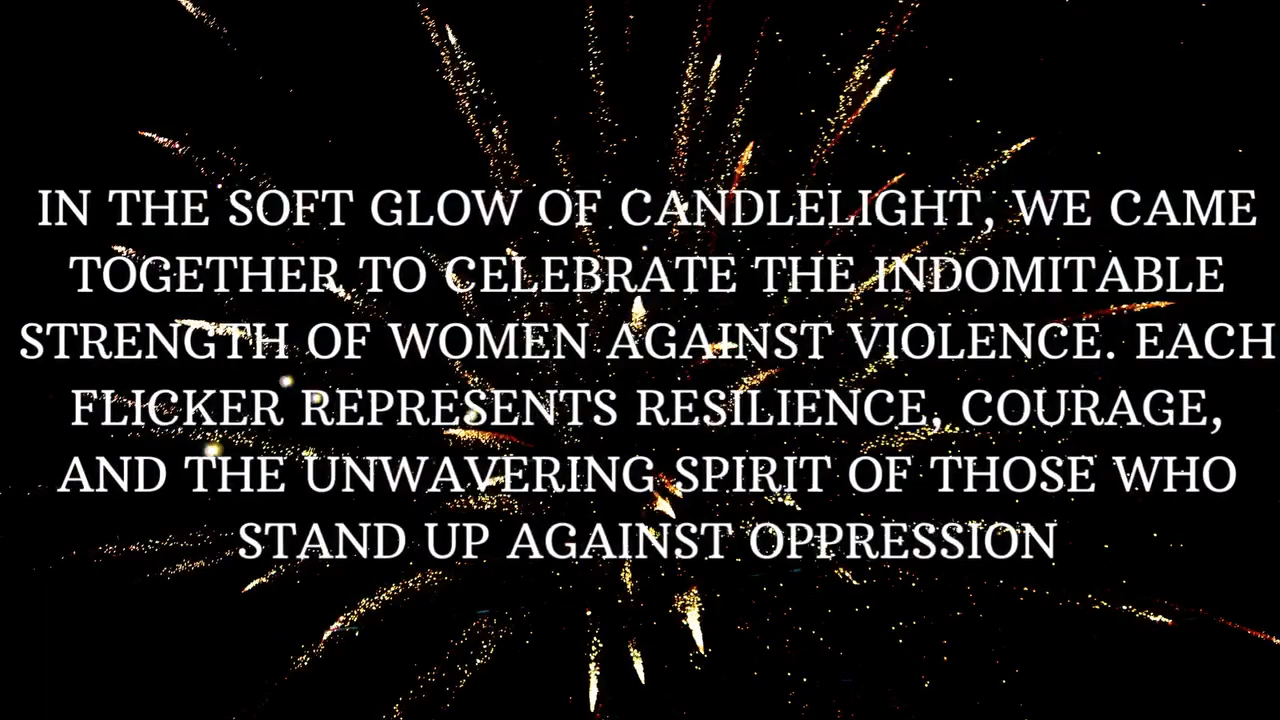 IN THE SOFT GLOW OF CANDLELIGHT, WE CAME
TOGETHER TO CELEBRATE THE INDOMITABLE
STRENGTH OF WOMEN AGAINST VIOLENCE. EACH
FLICKER REPRESENTS RESILIENCE, COURAGE,
AND THE UNWAVERING SPIRIT OF THOSE WHO
STAND UP AGAINST OPPRESSION